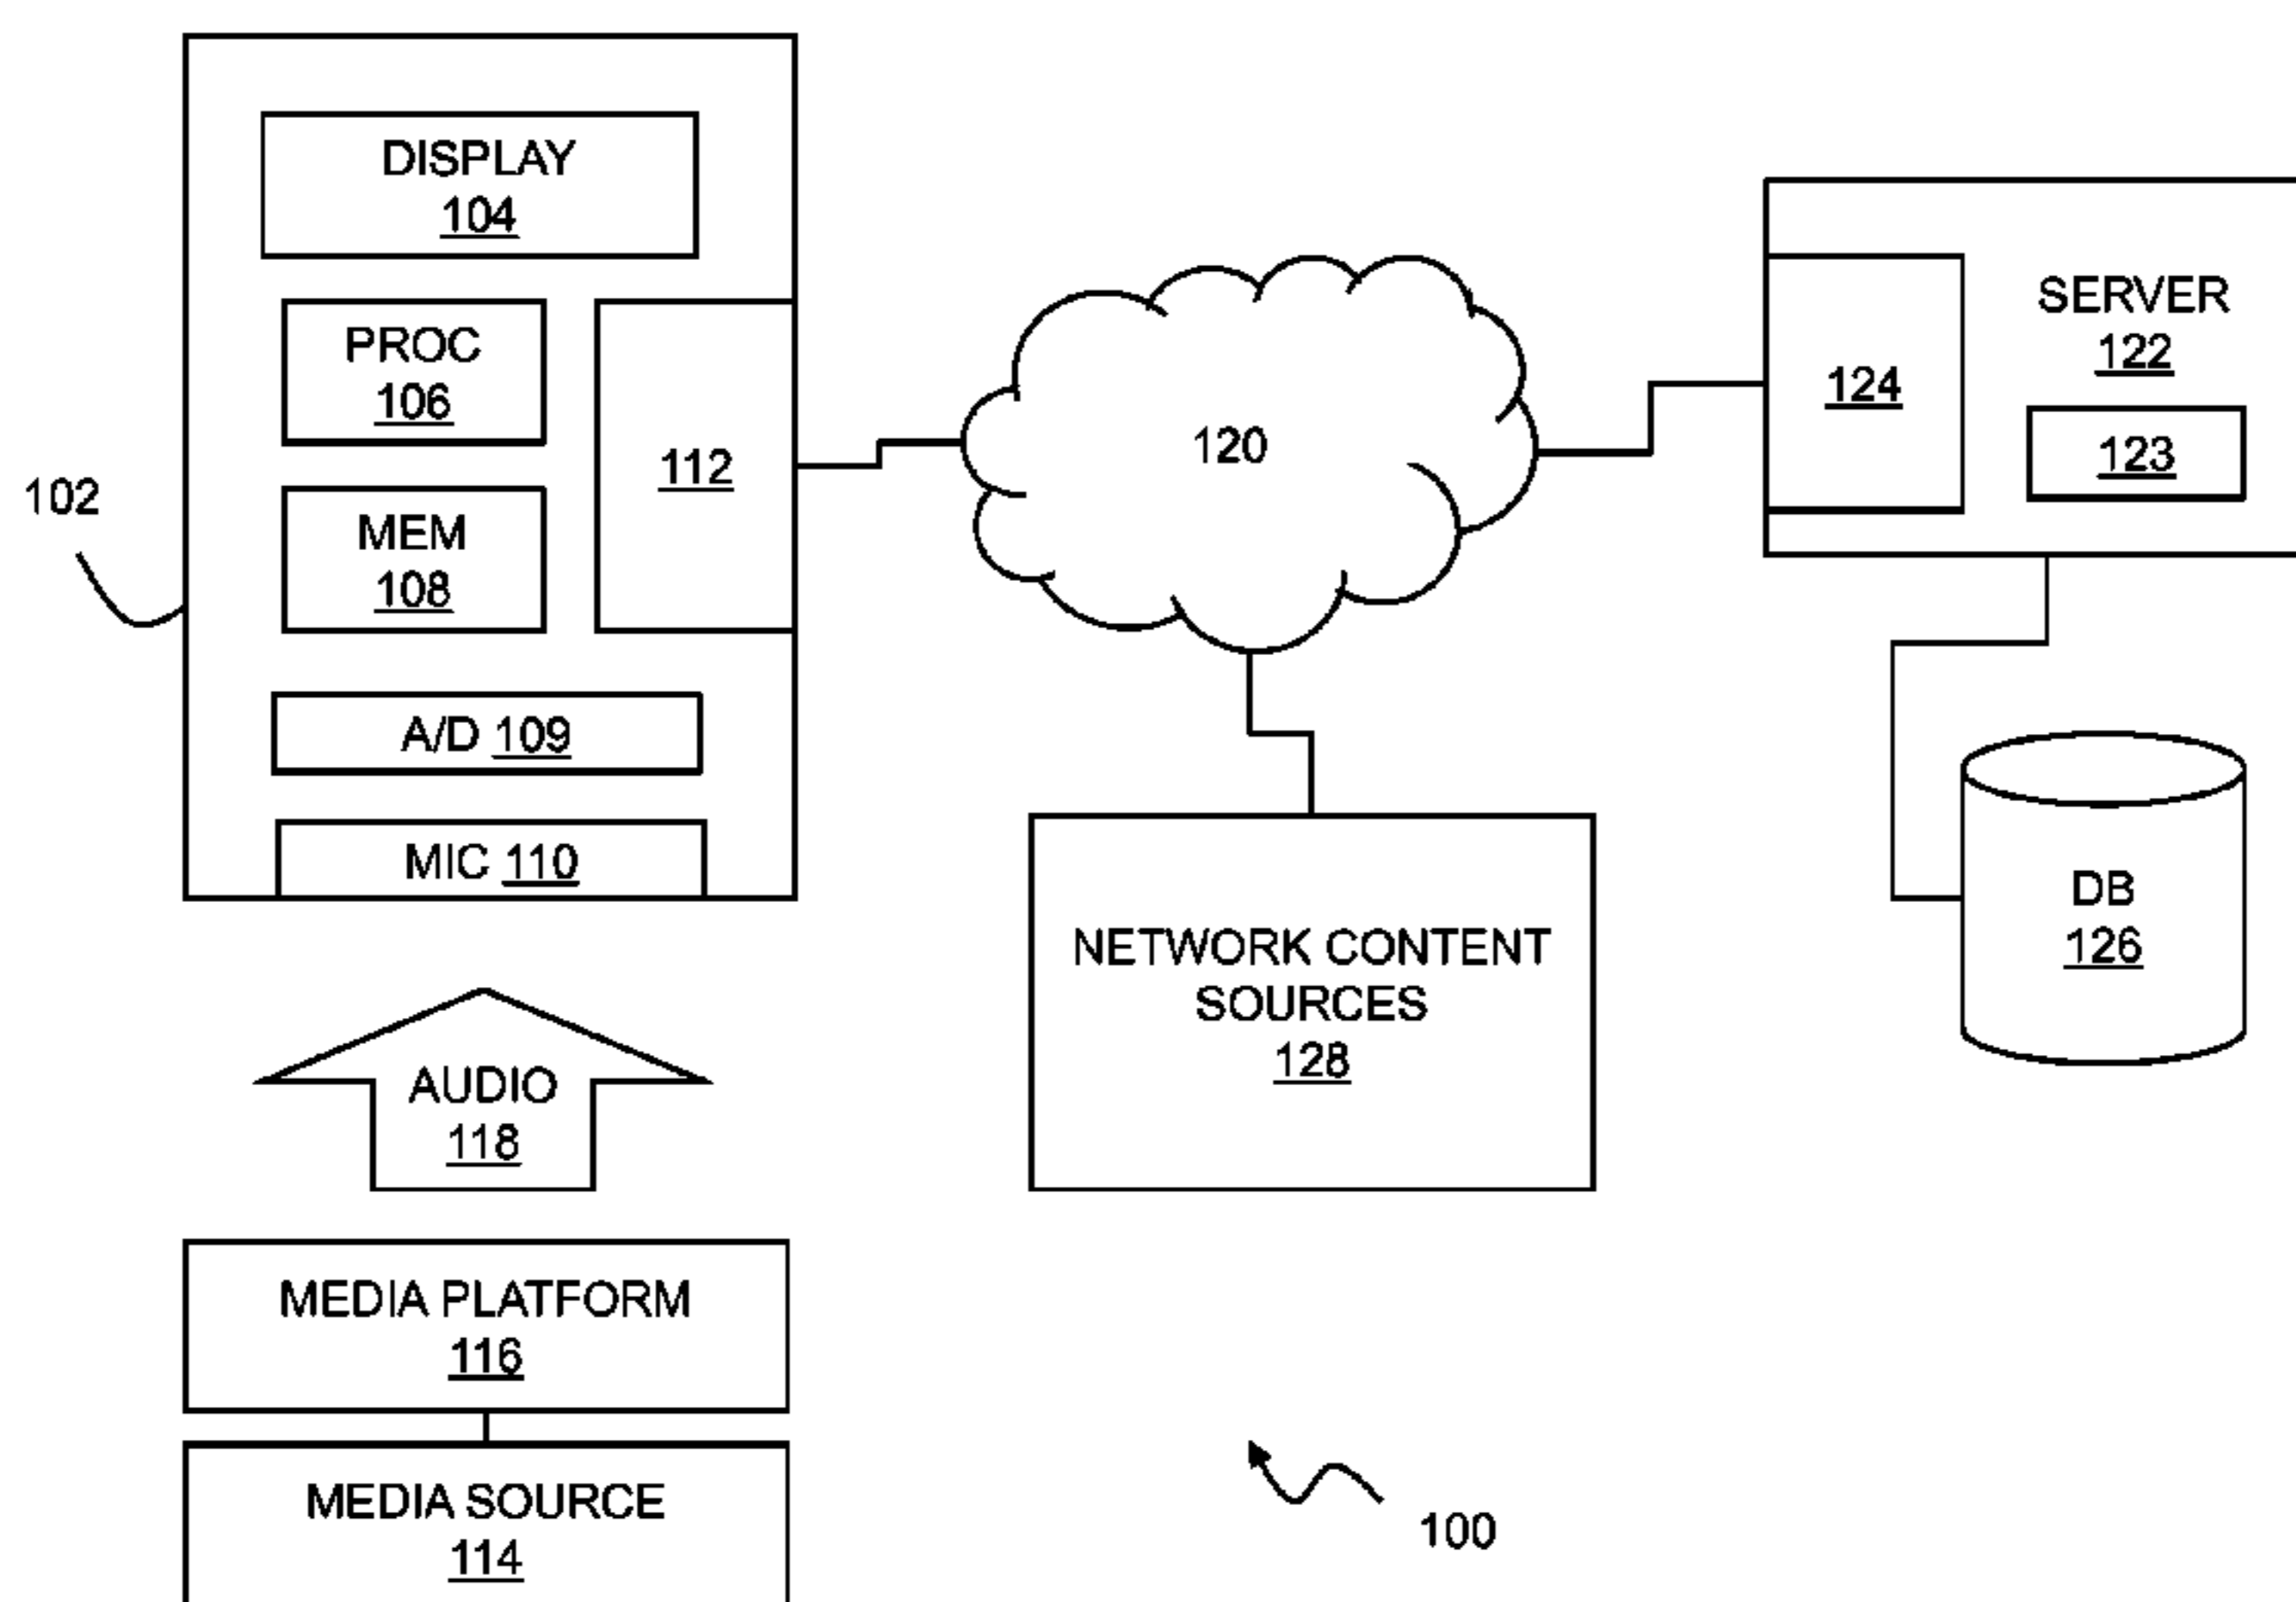 DISPLAY
104
PROC
106
112
MEM
108
102
A/D 109
MIC 110
AUDIO
118
MEDIA PLATFORM
116
MEDIA SOURCE
114
120
NETWORK CONTENT
SOURCES
128
SERVER
122
124
123
DB
126
100